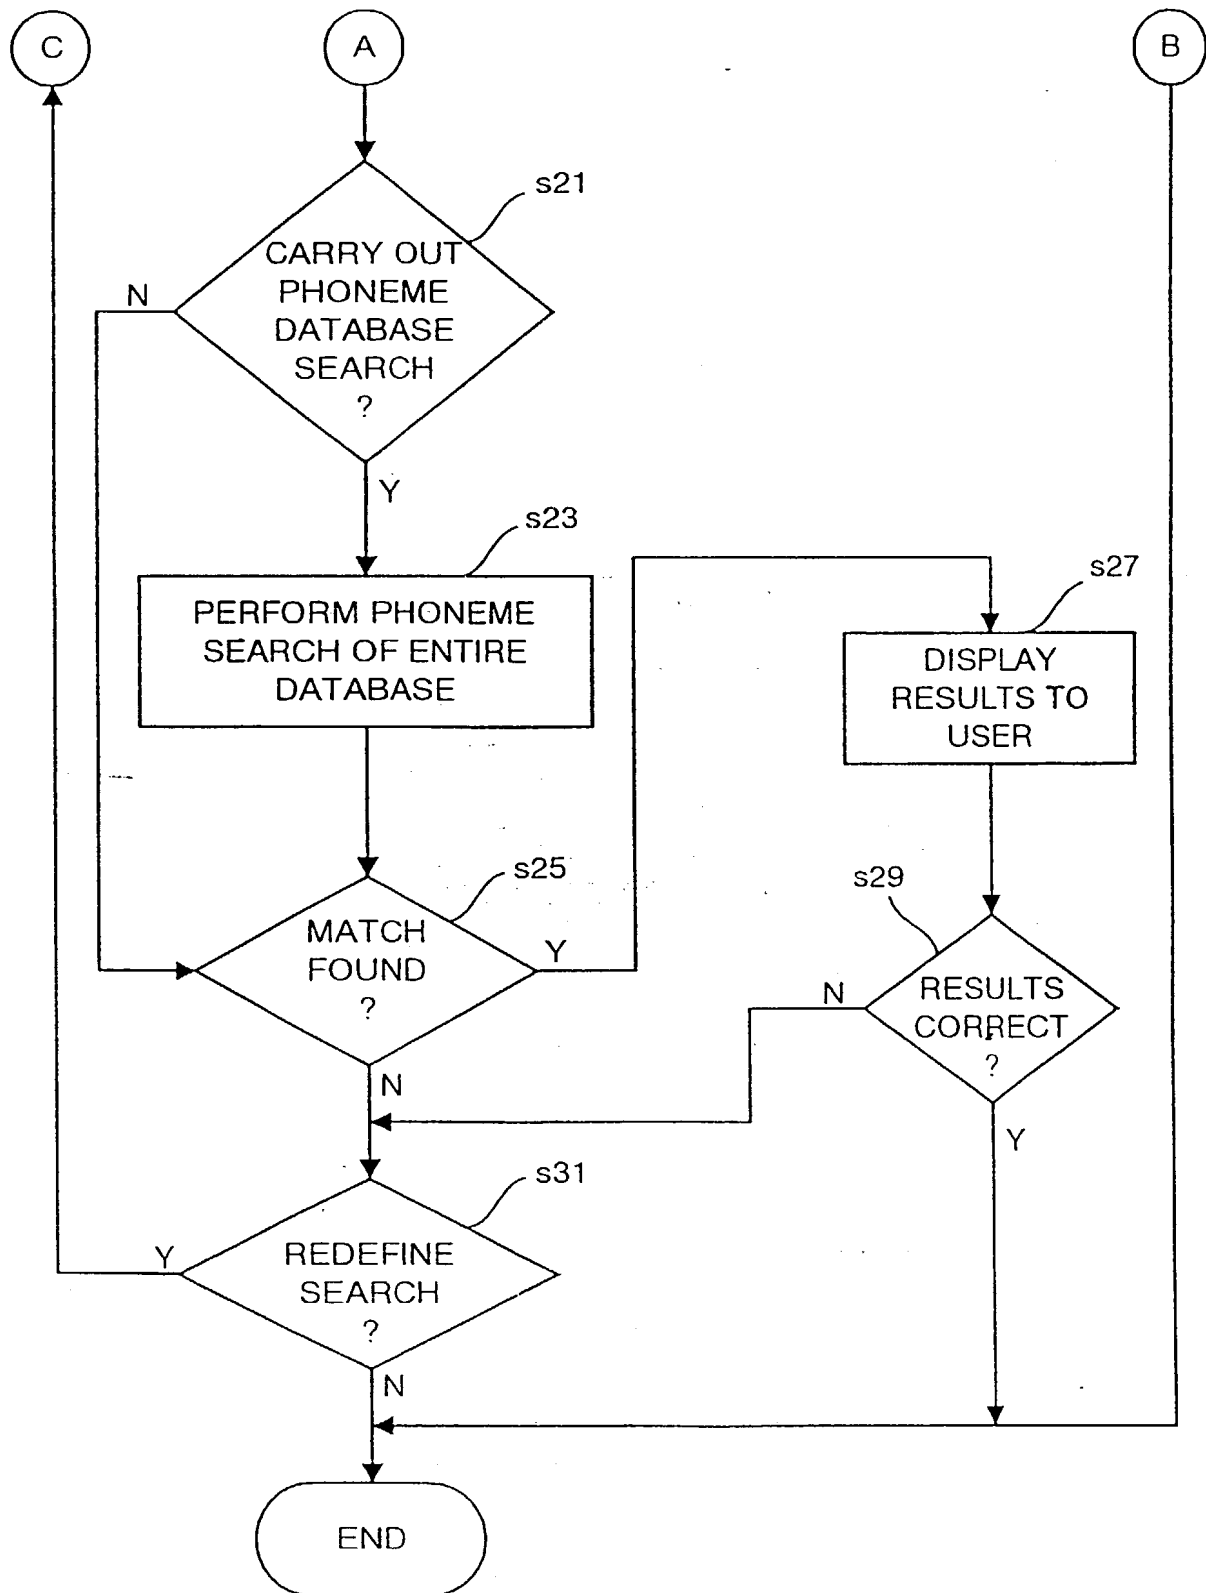 C
A
B
s21
CARRY OUT
PHONEME
DATABASE
SEARCH
?
N
Y
s23
PERFORM PHONEME
SEARCH OF ENTIRE
DATABASE
s27
DISPLAY
RESULTS TO
USER
s25
MATCH
FOUND
?
Y
N
s29
RESULTS
CORRECT
?
N
Y
s31
REDEFINE
SEARCH
?
Y
N
END